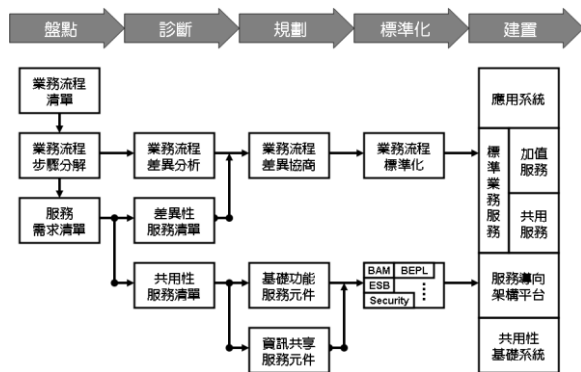 盤點
診斷
規劃
標準化
建置
業務流程
清單
業務流程
步驟分解
服務
需求清單
業務流程
差異分析
差異性
服務清單
共用性
服務清單
業務流程
差異協商
基礎功能
服務元件
資訊共享
服務元件
業務流程
標準化
BAM
BEPL
ESB
Security
⋮
應用系統
標準業務服務
加值
服務
共用
服務
服務導向
架構平台
共用性
基礎系統